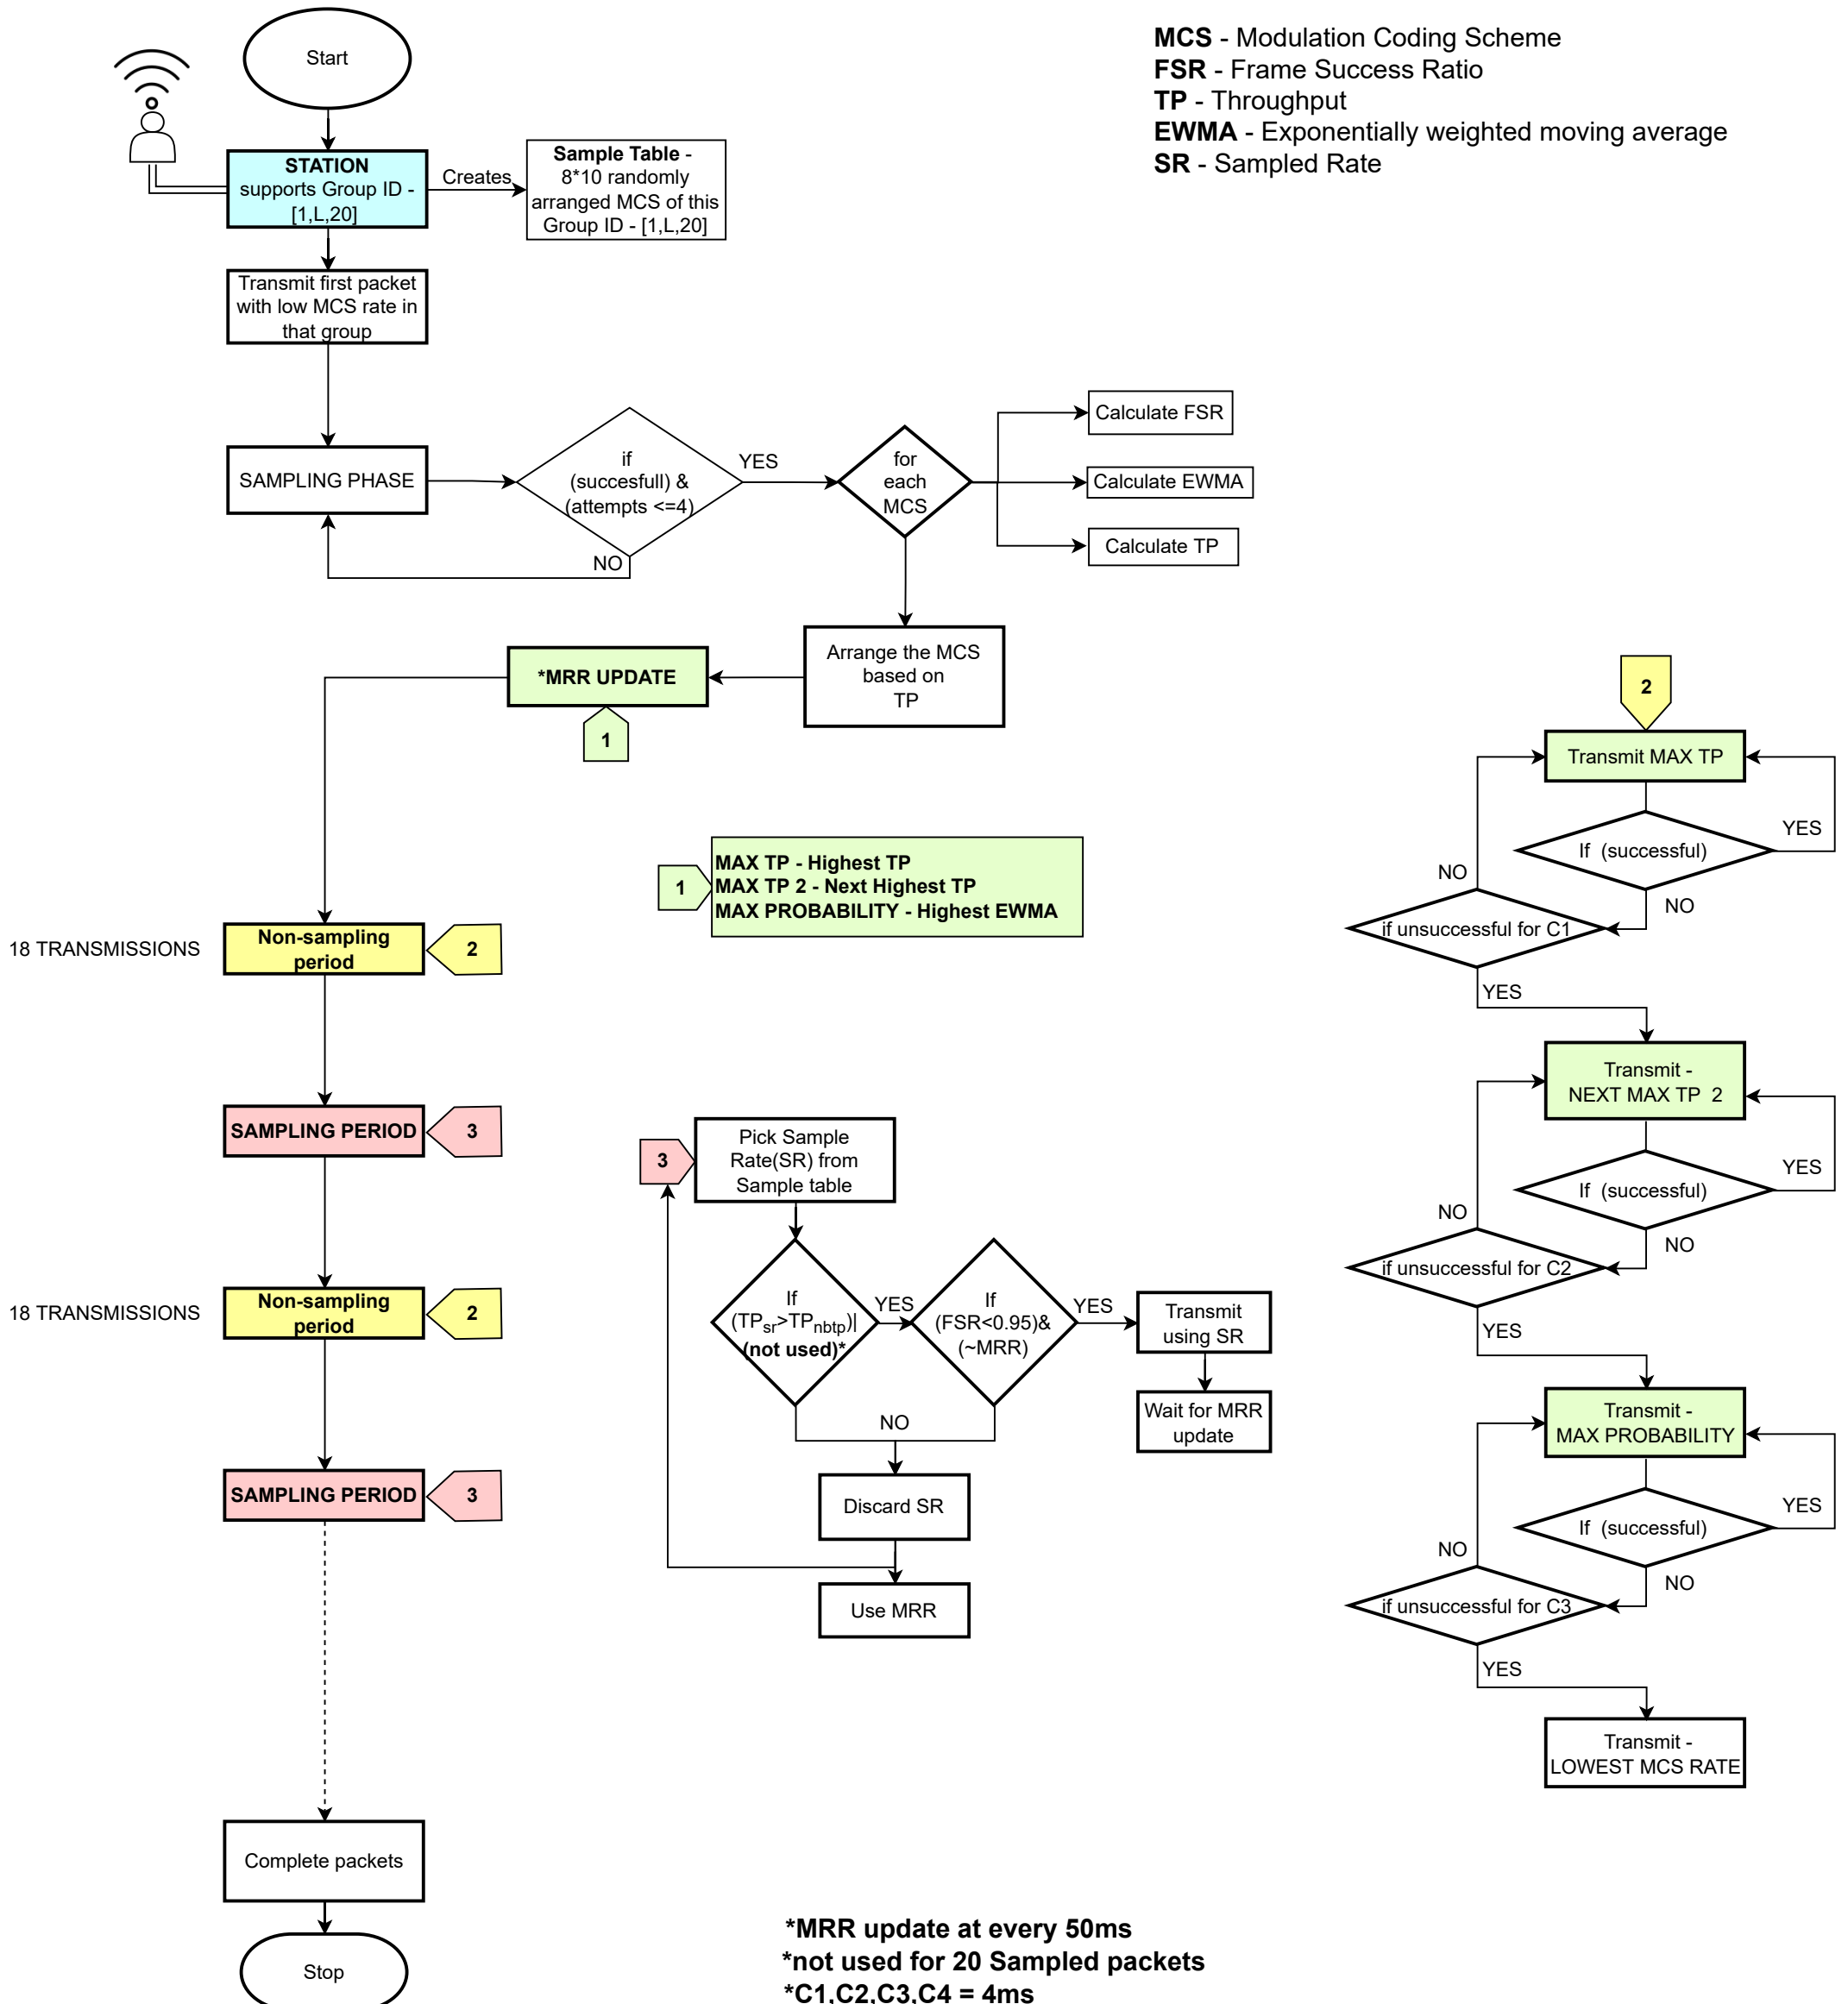 Start
MCS - Modulation Coding Scheme
FSR - Frame Success Ratio
TP - Throughput
EWMA - Exponentially weighted moving average
SR - Sampled Rate
STATION
supports Group ID -
[1,L,20]
Creates
Sample Table -
8*10 randomly
arranged MCS of this
Group ID - [1,L,20]
Transmit first packet
with low MCS rate in
that group
SAMPLING PHASE
if
(succesfull) &
(attempts <=4)
YES
NO
for
each
MCS
Calculate FSR
Calculate EWMA
Calculate TP
Arrange the MCS
based on
TP
*MRR UPDATE
1
1
MAX TP - Highest TP
MAX TP 2 - Next Highest TP
MAX PROBABILITY - Highest EWMA
18 TRANSMISSIONS
Non-sampling
period
2
SAMPLING PERIOD
3
18 TRANSMISSIONS
Non-sampling
period
2
SAMPLING PERIOD
3
Complete packets
Stop
3
Pick Sample
Rate(SR) from
Sample table
If
(TPsr>TPnbtp)|
(not used)*
YES
If
(FSR<0.95)&
(~MRR)
YES
Transmit
using SR
Wait for MRR
update
NO
Discard SR
Use MRR
2
Transmit MAX TP
If (successful)
YES
NO
NO
if unsuccessful for C1
YES
Transmit -
NEXT MAX TP 2
If (successful)
YES
NO
NO
if unsuccessful for C2
YES
Transmit -
MAX PROBABILITY
If (successful)
YES
NO
NO
if unsuccessful for C3
YES
Transmit -
LOWEST MCS RATE
*MRR update at every 50ms
*not used for 20 Sampled packets
*C1,C2,C3,C4 = 4ms